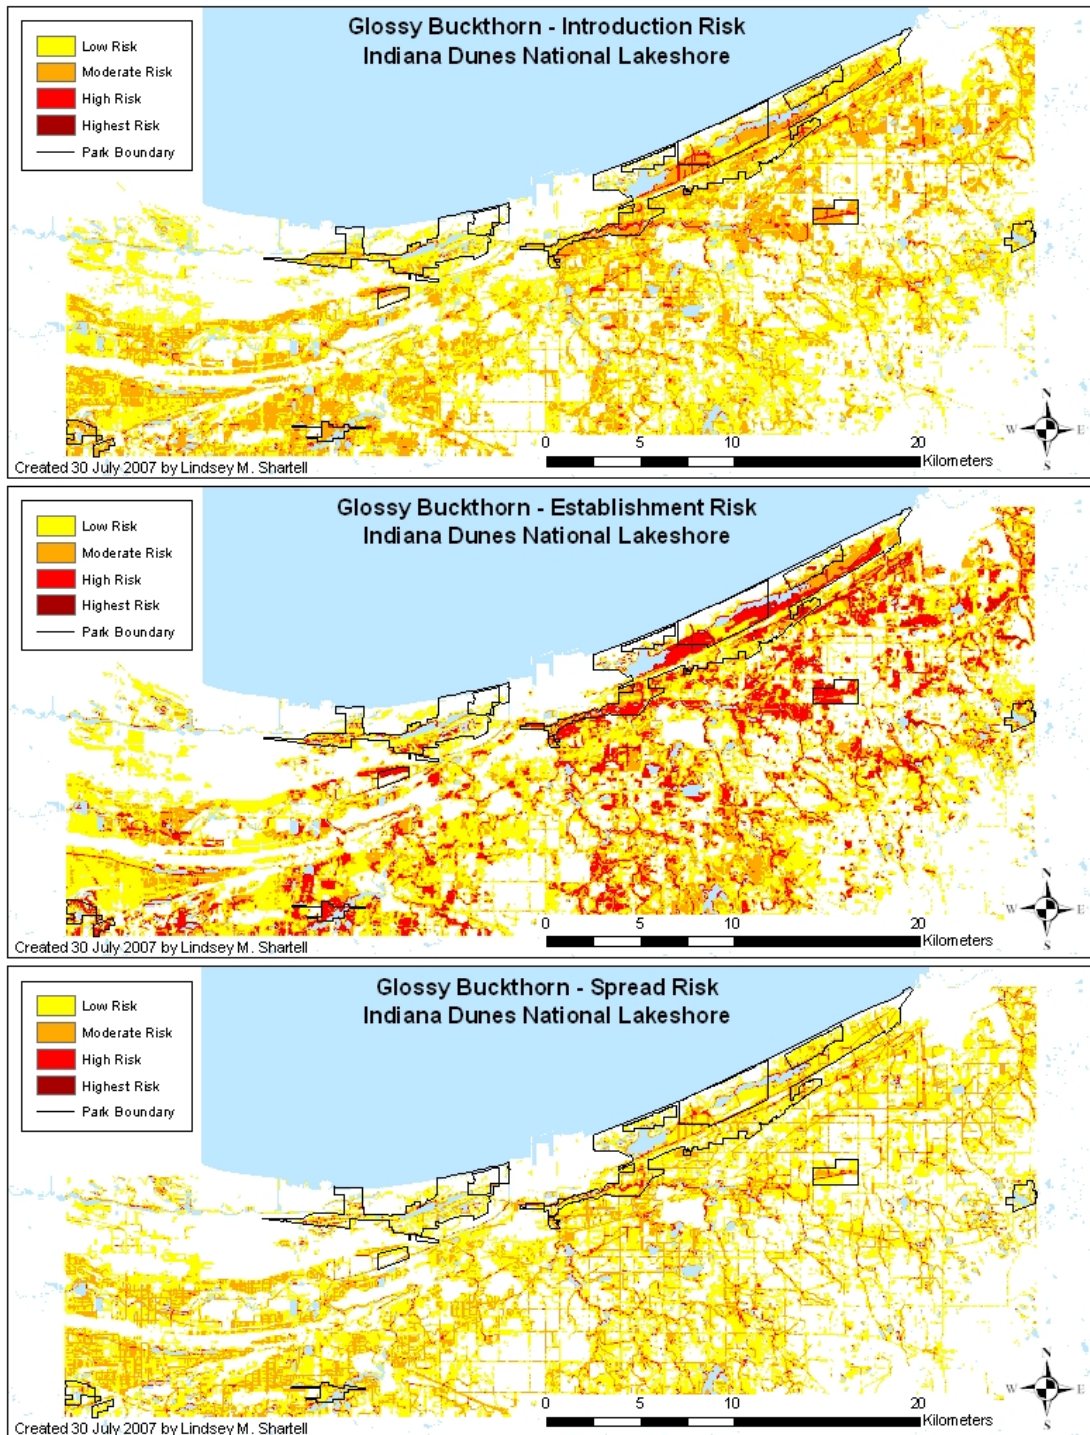 Glossy Buckthorn - Introduction Risk
Indiana Dunes National Lakeshore
Low Risk
Moderate Risk
High Risk
Highest Risk
Park Boundary
N
W E
S
0 5 10 20
Kilometers
Created 30 July 2007 by Lindsey M. Shartell
Glossy Buckthorn - Establishment Risk
Indiana Dunes National Lakeshore
Low Risk
Moderate Risk
High Risk
Highest Risk
Park Boundary
N
W E
S
0 5 10 20
Kilometers
Created 30 July 2007 by Lindsey M. Shartell
Glossy Buckthorn - Spread Risk
Indiana Dunes National Lakeshore
Low Risk
Moderate Risk
High Risk
Highest Risk
Park Boundary
N
W E
S
0 5 10 20
Kilometers
Created 30 July 2007 by Lindsey M. Shartell